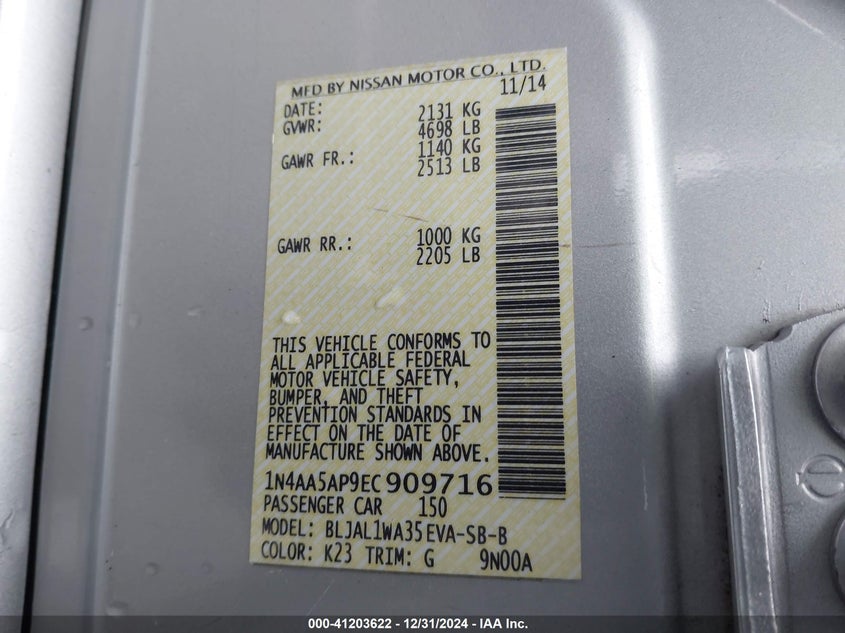 MFD BY NISSAN MOTOR CO., LTD.
DATE: 11/14
GVWR: 2131 KG
4698 LB
GAWR FR.: 1140 KG
2513 LB
GAWR RR.: 1000 KG
2205 LB
THIS VEHICLE CONFORMS TO
ALL APPLICABLE FEDERAL
MOTOR VEHICLE SAFETY,
BUMPER, AND THEFT
PREVENTION STANDARDS IN
EFFECT ON THE DATE OF
MANUFACTURE SHOWN ABOVE.
1N4AA5AP9EC909716
PASSENGER CAR 150
MODEL: BLJAL1WA35EVA-SB-B
COLOR: K23 TRIM: G 9N00A
000-41203622 - 12/31/2024 - IAA Inc.